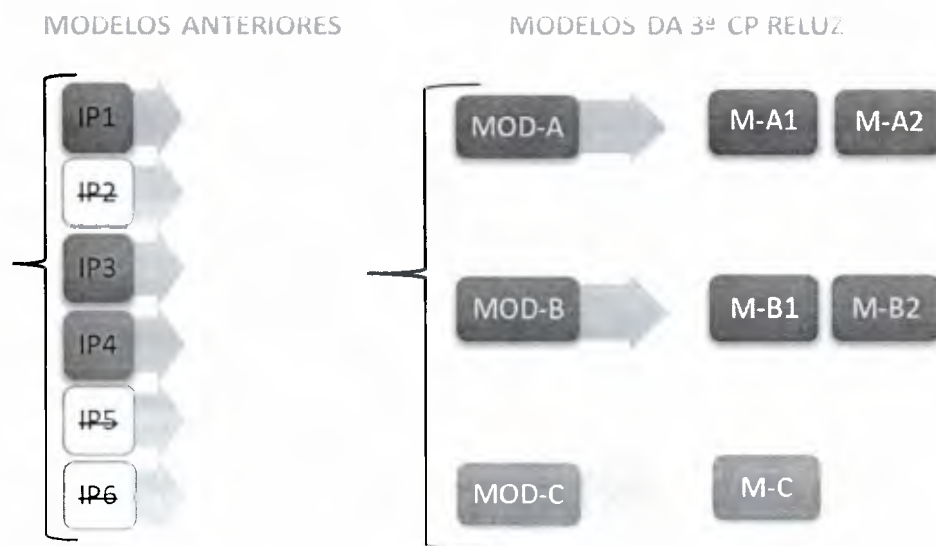 MODELOS ANTERIORES
IP1
IP2
IP3
IP4
IP5
IP6
MODELOS DA 3ª CP RELUZ
MOD-A
M-A1 M-A2
MOD-B
M-B1 M-B2
MOD-C
M-C